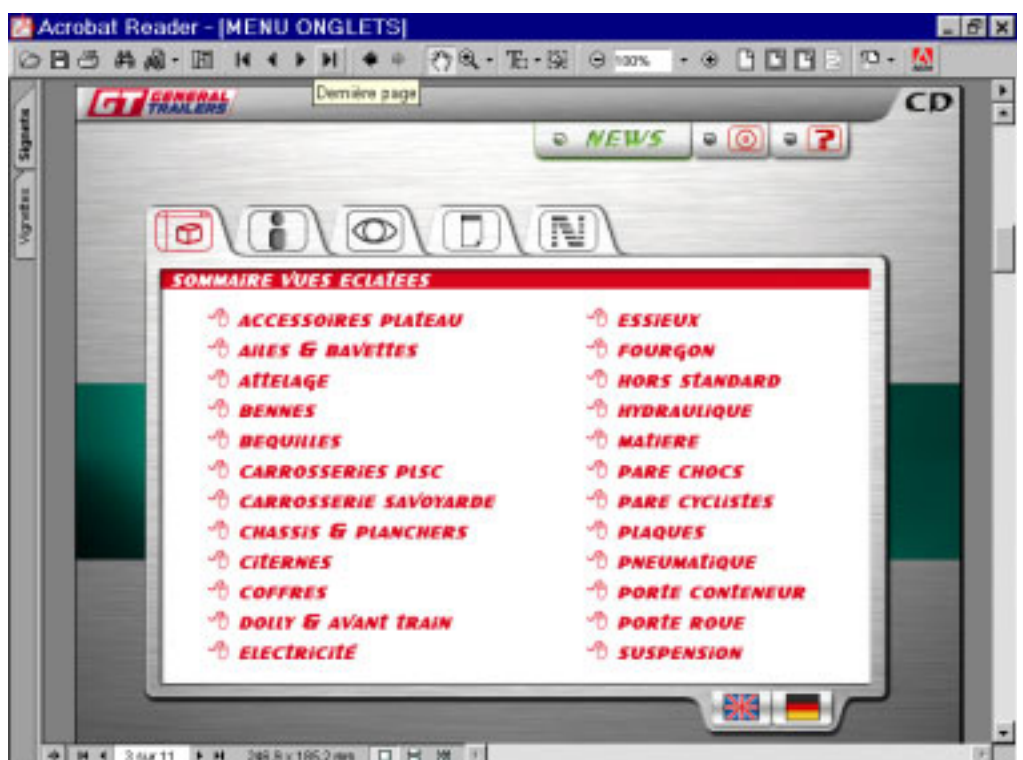 Acrobat Reader - [MENU ONGLETS]
100%
Dernière page
GT GENERAL TRAILERS
CD
NEWS
?
Signets
Vignettes
N
SOMMAIRE VUES ECLATEES
ACCESSOIRES PLATEAU
AILES & BAVETTES
ATTELAGE
BENNES
BEQUILLES
CARROSSERIES PLSC
CARROSSERIE SAVOYARDE
CHASSIS & PLANCHERS
CITERNES
COFFRES
DOLLY & AVANT TRAIN
ELECTRICITÉ
ESSIEUX
FOURGON
HORS STANDARD
HYDRAULIQUE
MATIERE
PARE CHOCS
PARE CYCLISTES
PLAQUES
PNEUMATIQUE
PORTE CONTENEUR
PORTE ROUE
SUSPENSION
3 sur 11